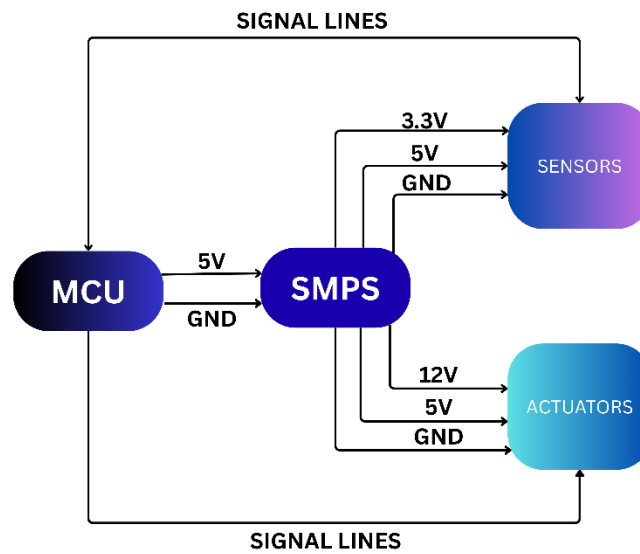 SIGNAL LINES
3.3V
5V
GND
SENSORS
5V
MCU
SMPS
GND
12V
5V
GND
ACTUATORS
SIGNAL LINES